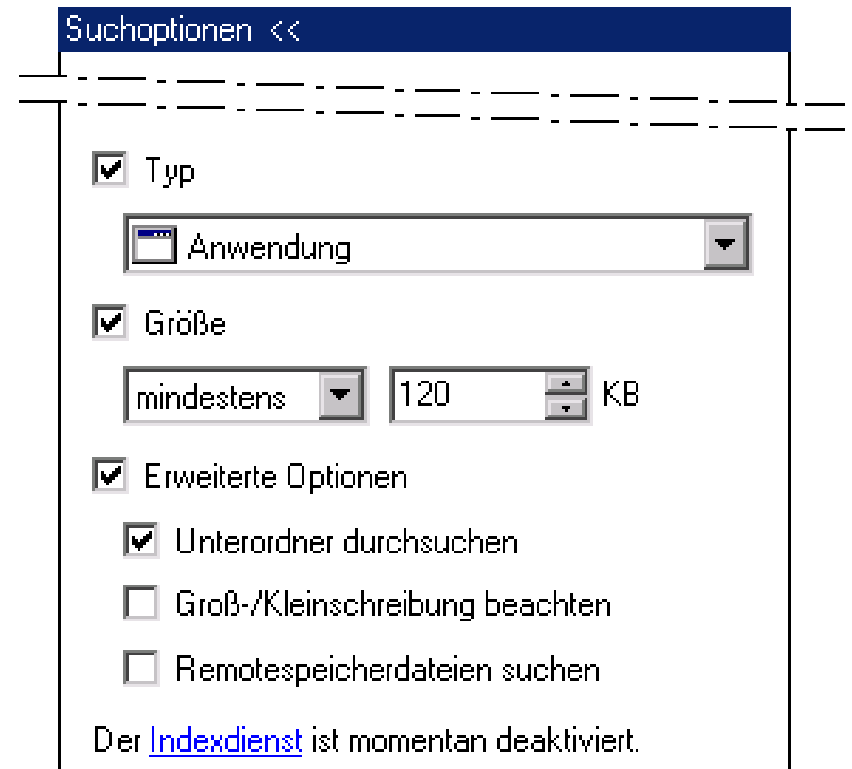 Suchoptionen <<
Typ
Anwendung
Größe
mindestens 120 KB
Erweiterte Optionen
Unterordner durchsuchen
Groß-/Kleinschreibung beachten
Remotespeicherdateien suchen
Der Indexdienst ist momentan deaktiviert.